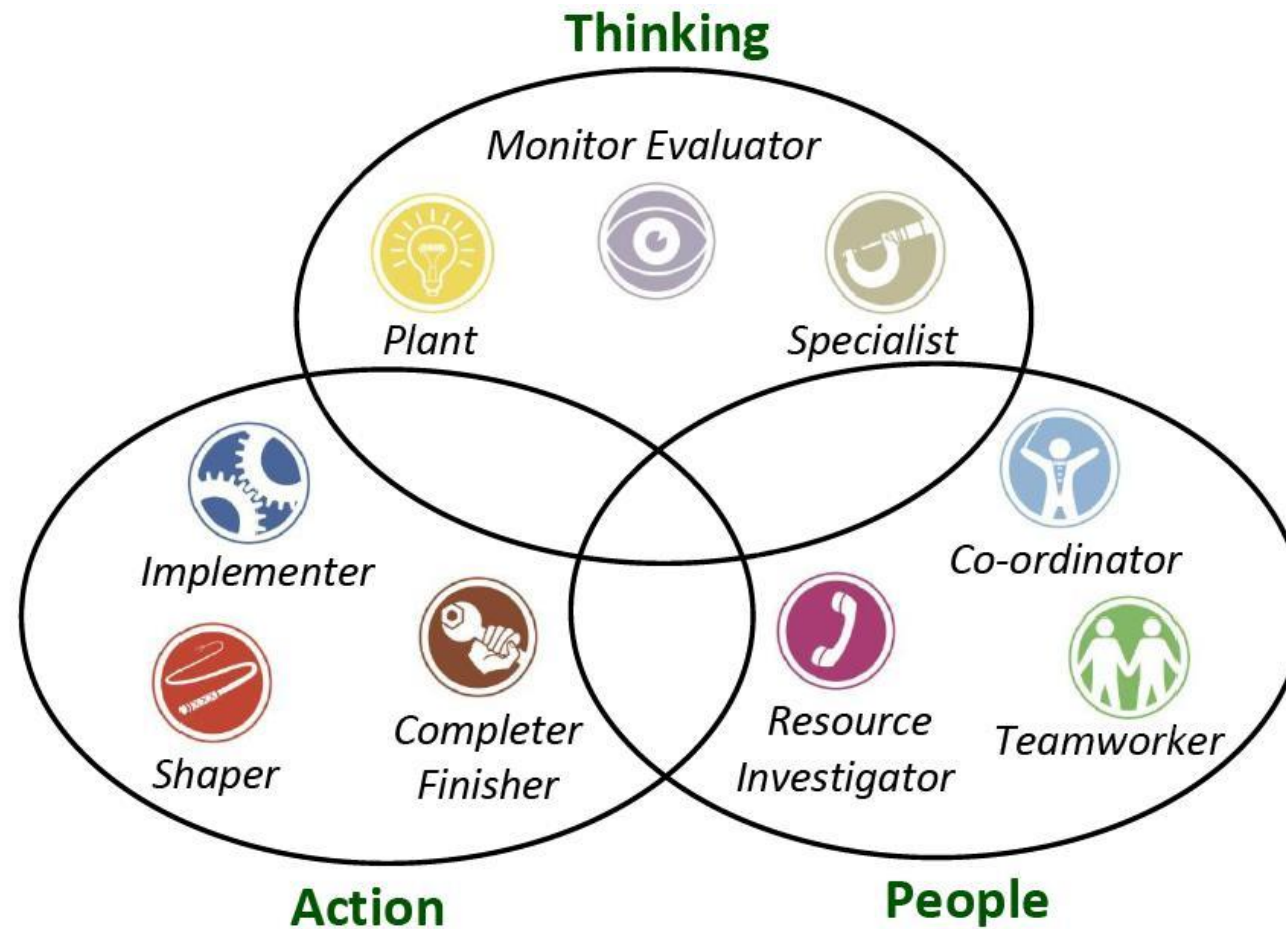 Thinking
Monitor Evaluator
Plant
Specialist
Implementer
Co-ordinator
Shaper
Completer
Finisher
Resource
Investigator
Teamworker
Action
People